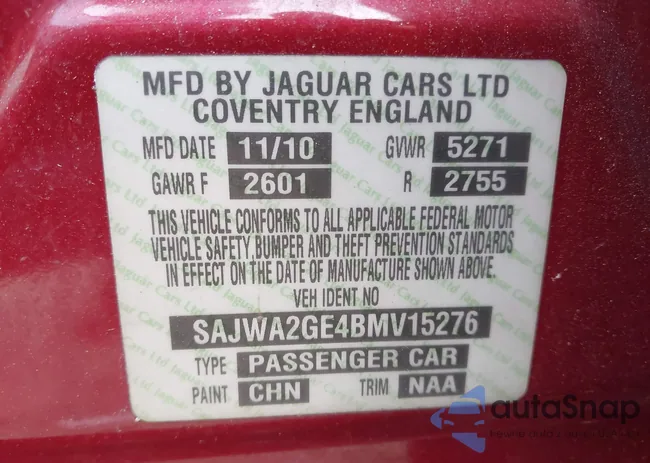 MFD BY JAGUAR CARS LTD
COVENTRY ENGLAND
MFD DATE 11/10 GVWR 5271
GAWR F 2601 R 2755
THIS VEHICLE CONFORMS TO ALL APPLICABLE FEDERAL MOTOR
VEHICLE SAFETY, BUMPER AND THEFT PREVENTION STANDARDS
IN EFFECT ON THE DATE OF MANUFACTURE SHOWN ABOVE.
VEH IDENT NO
SAJWA2GE4BMV15276
TYPE PASSENGER CAR
PAINT CHN TRIM NAA
autoSnap